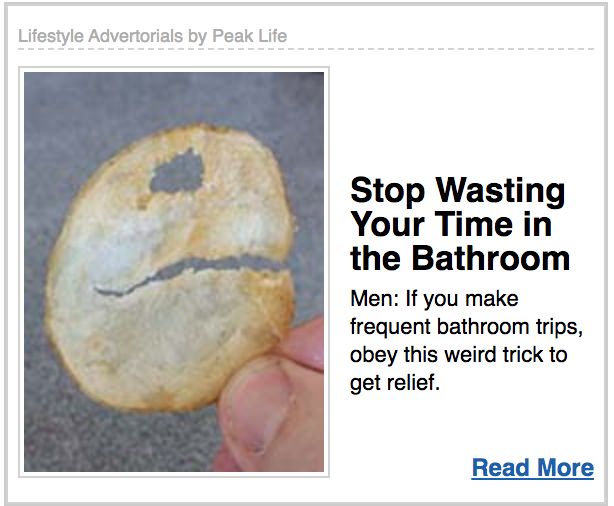 Lifestyle Advertorials by Peak Life
Stop Wasting
Your Time in
the Bathroom
Men: If you make
frequent bathroom trips,
obey this weird trick to
get relief.
Read More